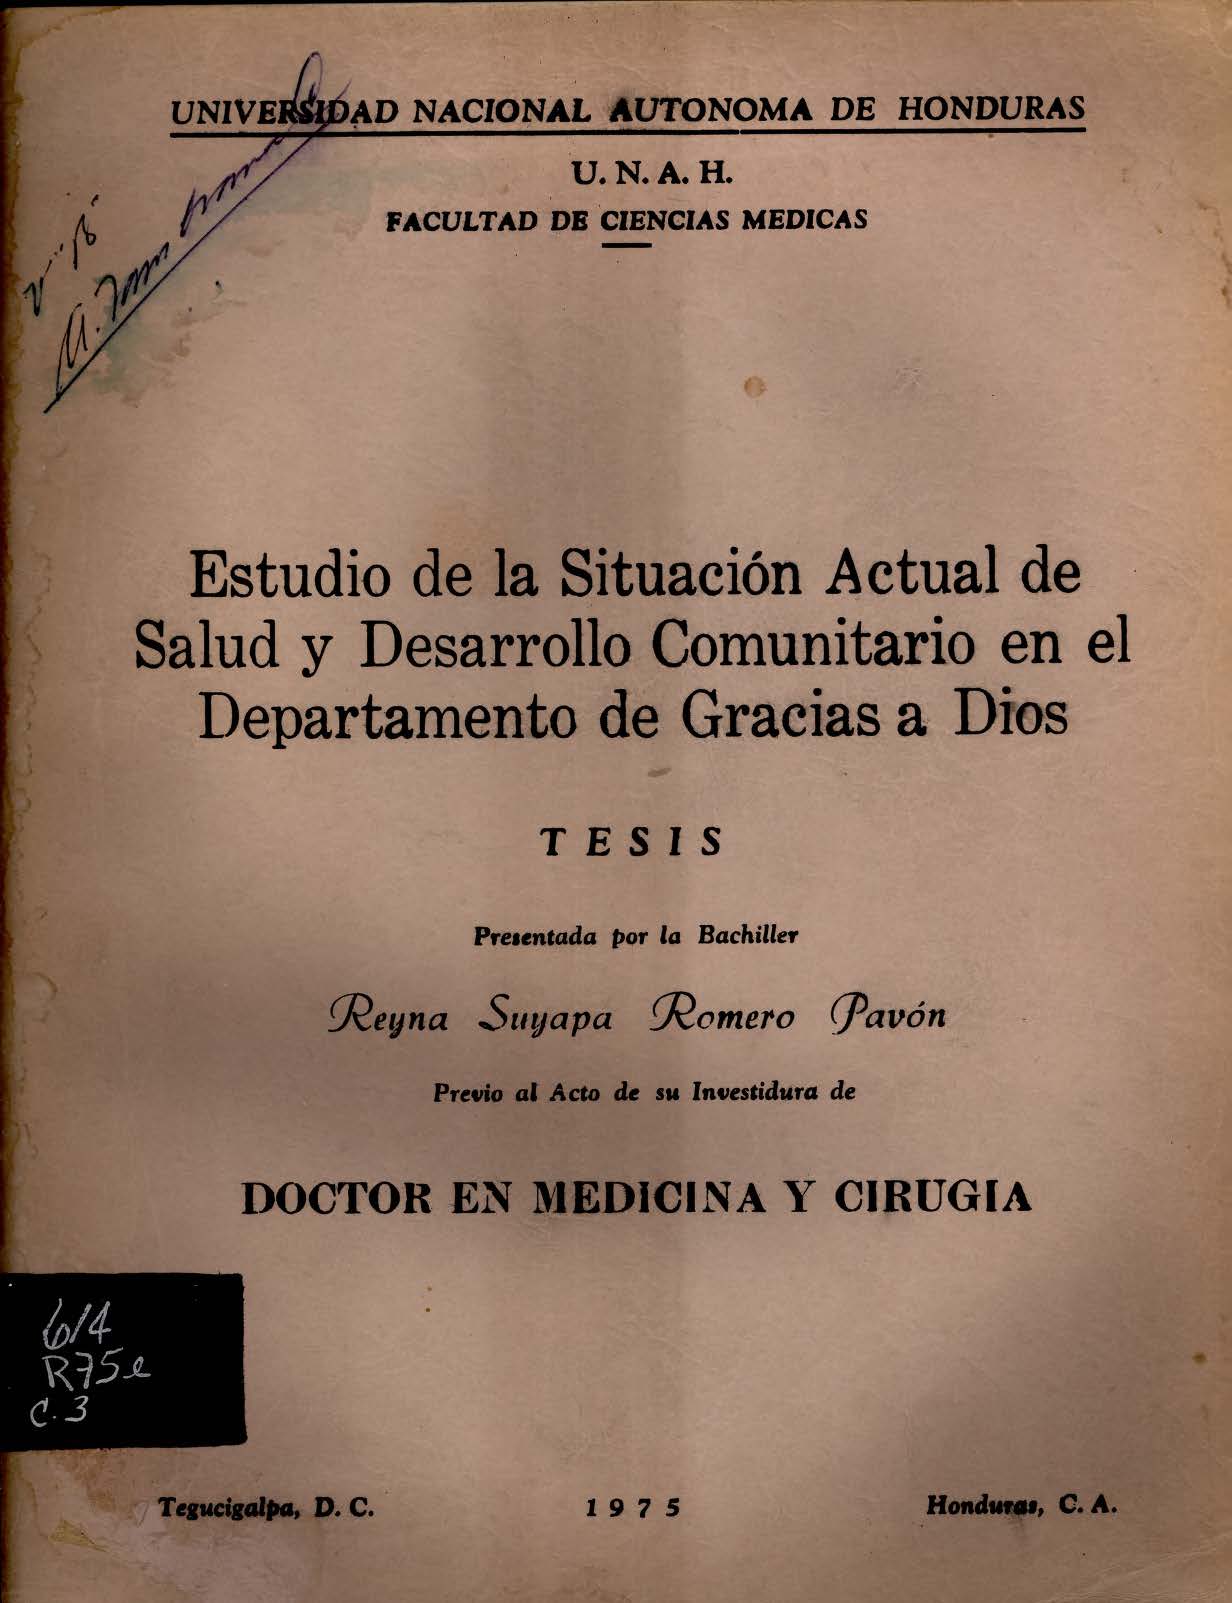 UNIVERSIDAD NACIONAL AUTONOMA DE HONDURAS
U. N. A. H.
FACULTAD DE CIENCIAS MEDICAS
Estudio de la Situación Actual de
Salud y Desarrollo Comunitario en el
Departamento de Gracias a Dios
TESIS
Presentada por la Bachiller
Reyna Suyapa Romero Pavón
Previo al Acto de su Investidura de
DOCTOR EN MEDICINA Y CIRUGIA
614
R75e
C. 3
Tegucigalpa, D. C. 1975 Honduras, C. A.